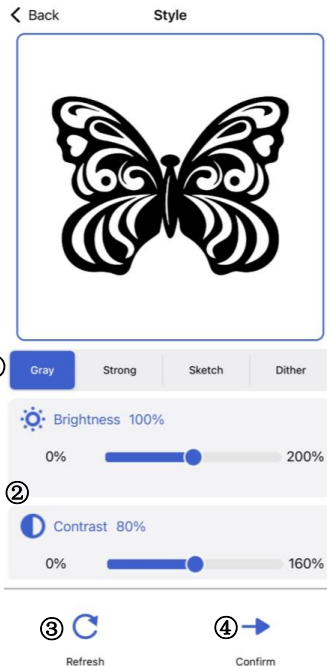 Back Style
Gray Strong Sketch Dither
Brightness 100%
0% 200%
②
Contrast 80%
0% 160%
③ ④
Refresh Confirm